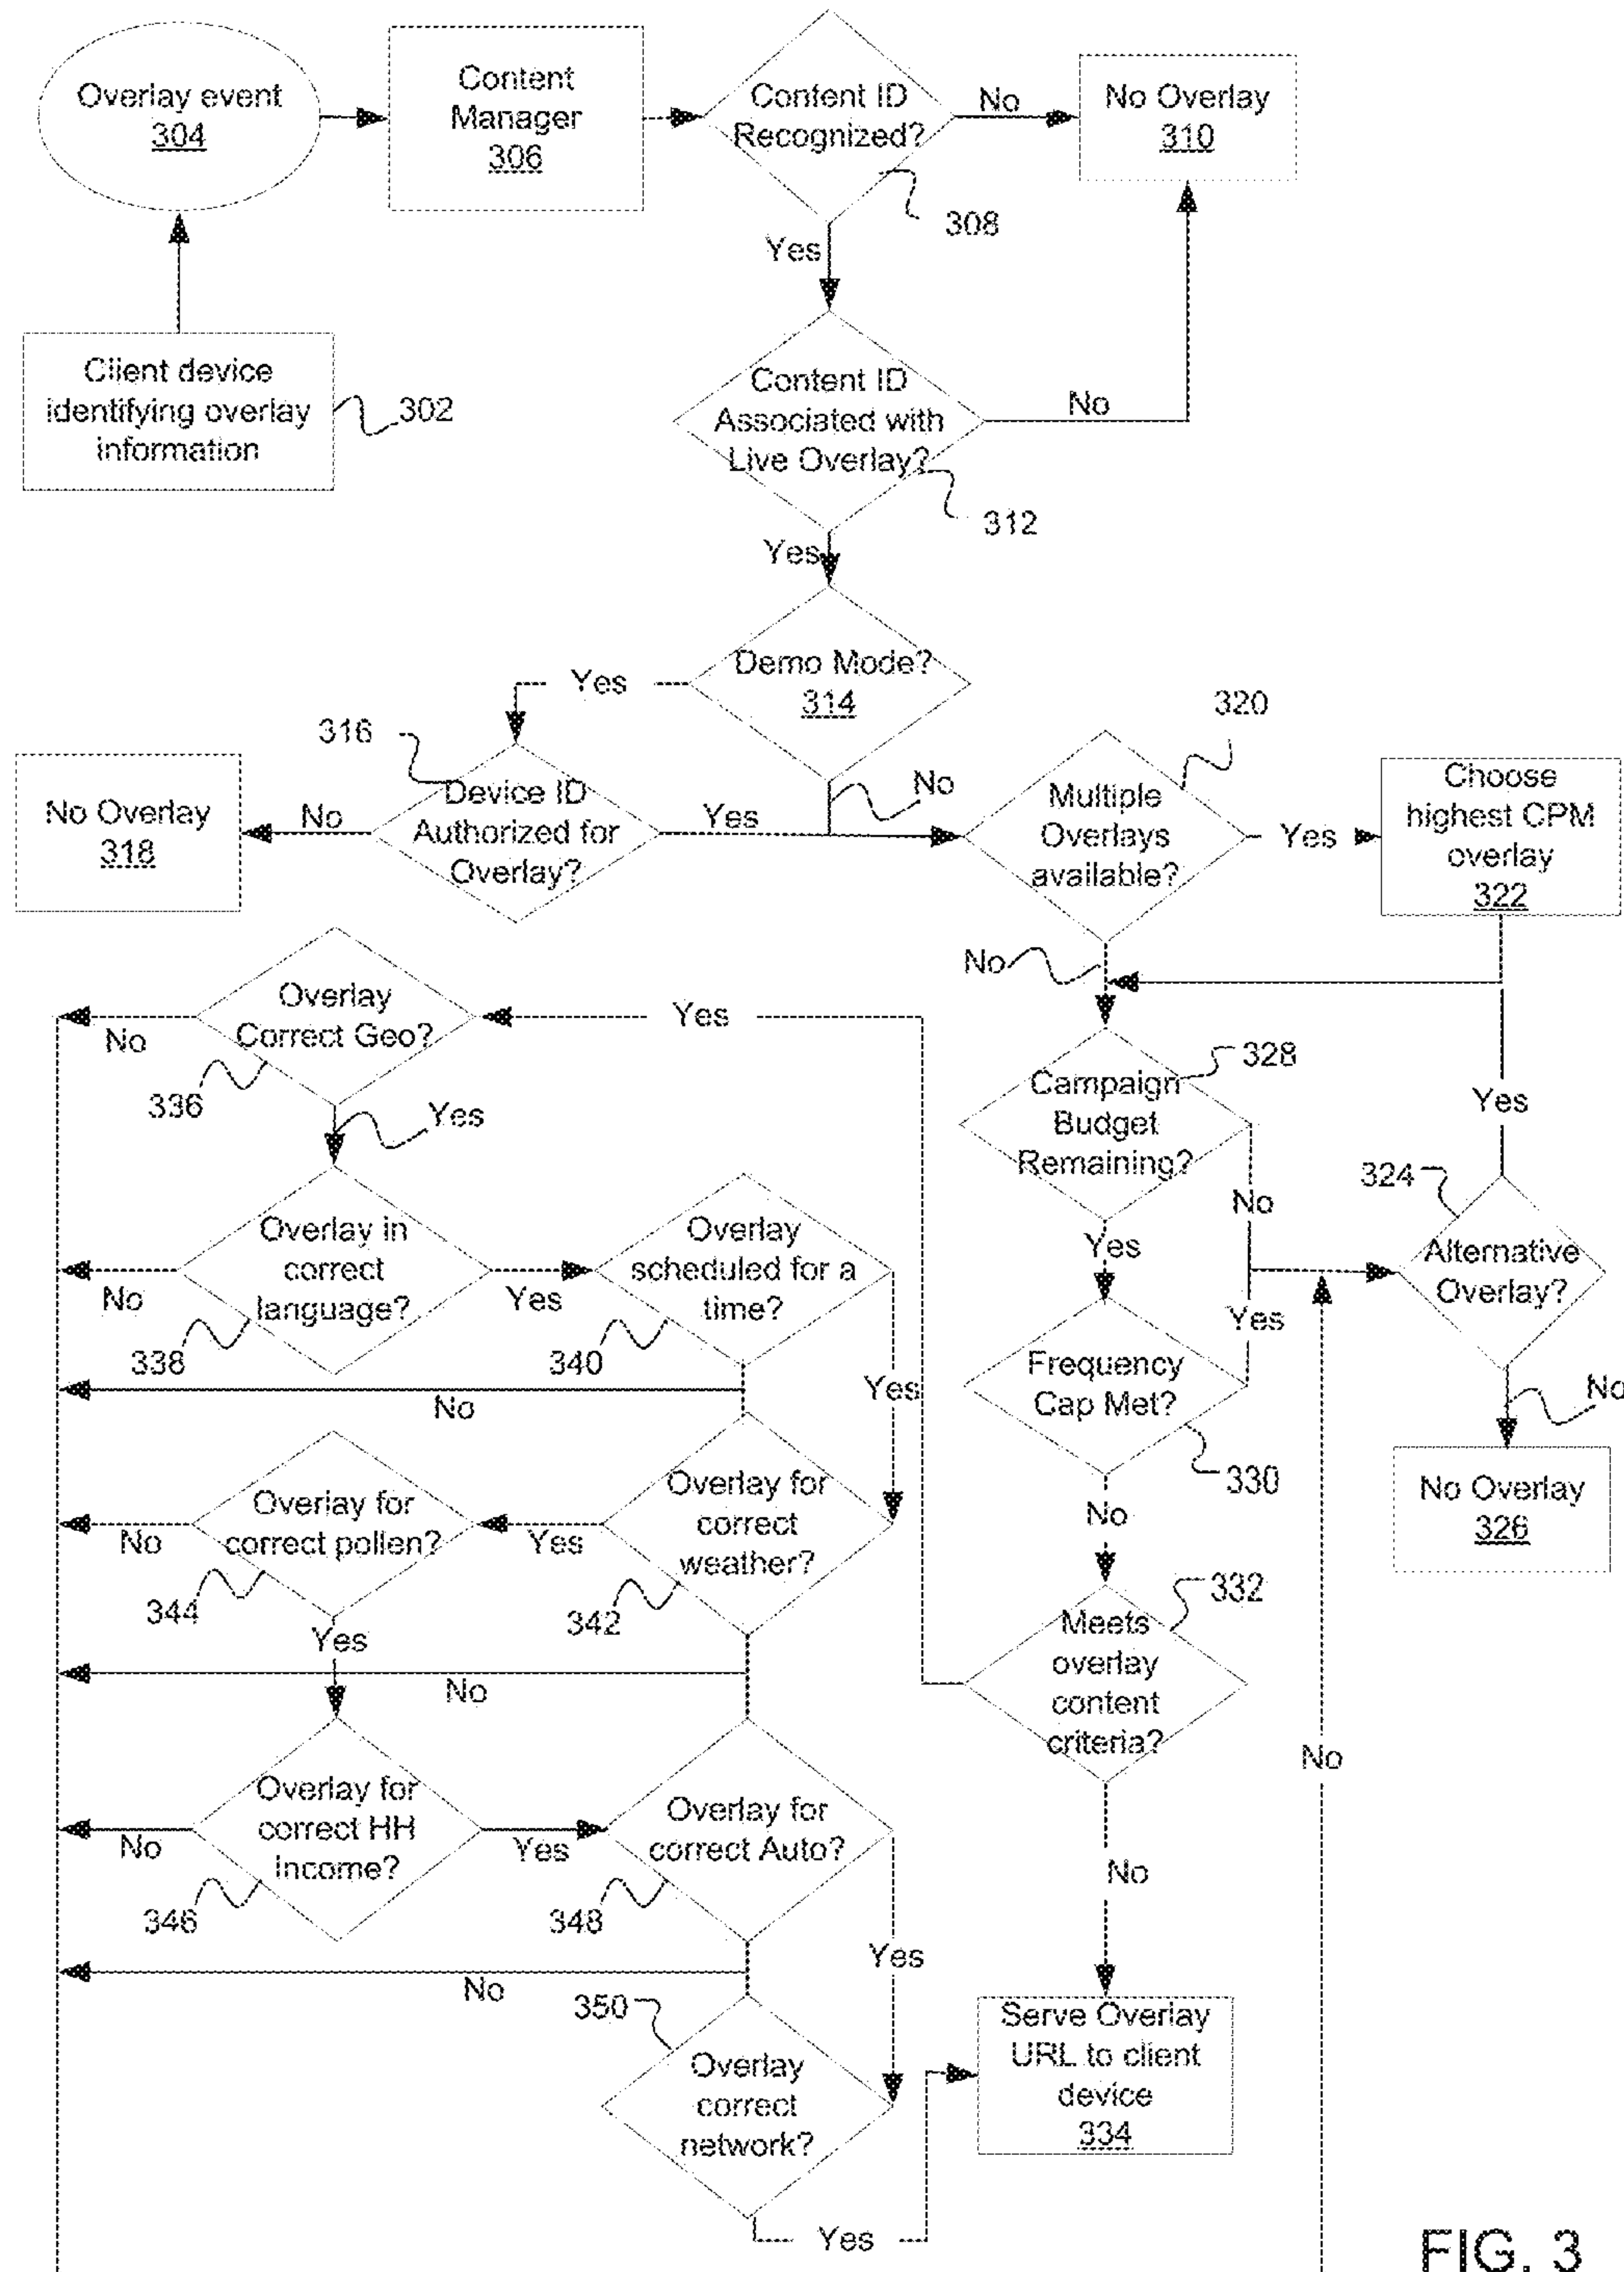 Overlay event
304
Content
Manager
306
Content ID
Recognized?
308
No
No Overlay
310
Yes
Client device
identifying overlay
information
302
Content ID
Associated with
Live Overlay?
312
No
Yes
Demo Mode?
314
Yes
No
316
Device ID
Authorized for
Overlay?
No
No Overlay
318
Yes
320
Multiple
Overlays
available?
Yes
Choose
highest CPM
overlay
322
No
Overlay
Correct Geo?
336
No
Yes
Yes
328
Campaign
Budget
Remaining?
No
Yes
324
Alternative
Overlay?
Yes
No
No Overlay
326
Overlay in
correct
language?
338
No
Yes
Overlay
scheduled for a
time?
340
Yes
No
Frequency
Cap Met?
330
Yes
No
Overlay for
correct pollen?
344
No
Yes
Yes
Overlay for
correct
weather?
342
No
332
Meets
overlay
content
criteria?
No
No
Overlay for
correct HH
Income?
346
No
Yes
Overlay for
correct Auto?
348
Yes
No
350
Overlay
correct
network?
Yes
Serve Overlay
URL to client
device
334
FIG. 3